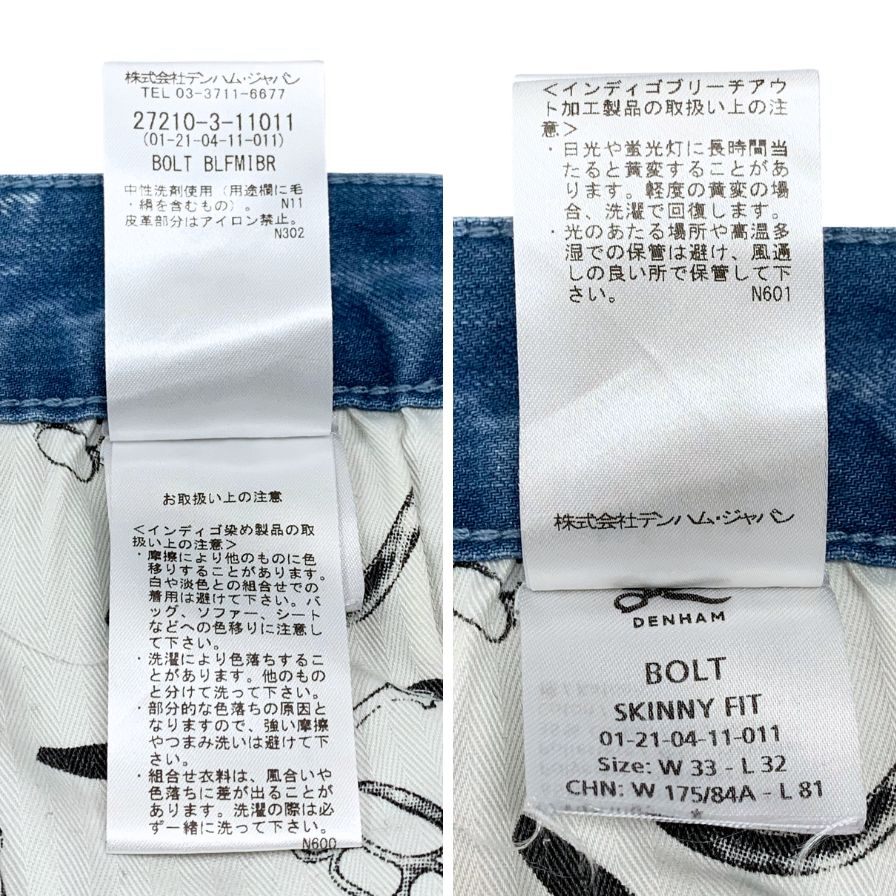 株式会社デンハム・ジャパン
TEL 03-3711-6677
27210-3-11011
(01-21-04-11-011)
BOLT BLFMIBR
中性洗剤使用（用途欄に毛
・絹を含むもの）。 N11
皮革部分はアイロン禁止。
N302
お取扱い上の注意
＜インディゴ染め製品の取
扱い上の注意＞
・摩擦により他のものに色
移りすることがあります。
白や淡色との組合せでの
着用は避けて下さい。バ
ッグ、ソファー、シート
などへの色移りに注意し
て下さい。
・洗濯により色落ちするこ
とがあります。他のもの
と分けて洗って下さい。
・部分的な色落ちの原因と
なりますので、強い摩擦
やつまみ洗いは避けて下
さい。
・組合せ衣料は、風合いや
色落ちに差が出ることが
あります。洗濯の際は必
ず一緒に洗って下さい。
N600
＜インディゴブリーチアウ
ト加工製品の取扱い上の注
意＞
・日光や蛍光灯に長時間当
たると黄変することがあ
ります。軽度の黄変の場
合、洗濯で回復します。
・光のあたる場所や高温多
湿での保管は避け、風通
しの良い所で保管して下
さい。 N601
株式会社デンハム・ジャパン
DENHAM
BOLT
SKINNY FIT
01-21-04-11-011
Size: W 33 - L 32
CHN: W 175/84A - L 81
*